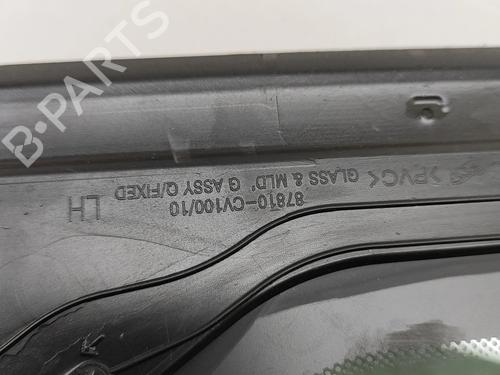 B-PARTS
>PVC< GLASS & MLD' G ASSY Q/FIXED
87810-CV100/10
LH